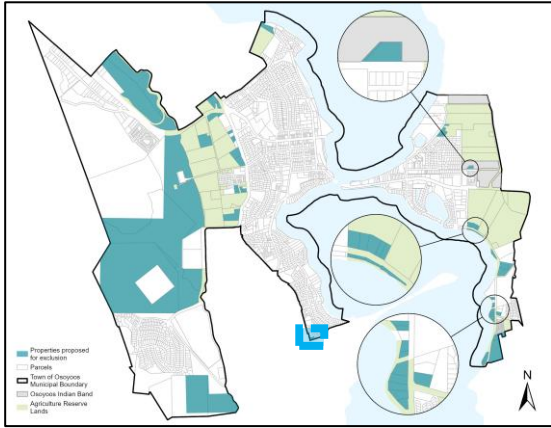 N
Properties proposed
for exclusion
Parcels
Town of Osoyoos
Municipal Boundary
Osoyoos Indian Band
Agriculture Reserve
Lands